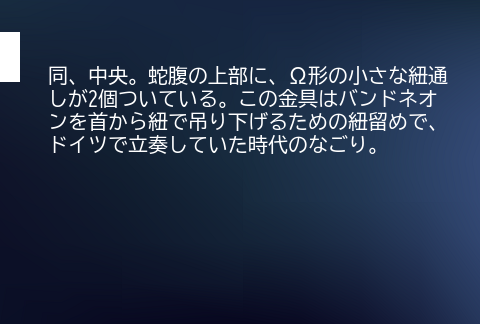 同、中央。蛇腹の上部に、Ω形の小さな紐通
しが2個ついている。この金具はバンドネオ
ンを首から紐で吊り下げるための紐留めで、
ドイツで立奏していた時代のなごり。